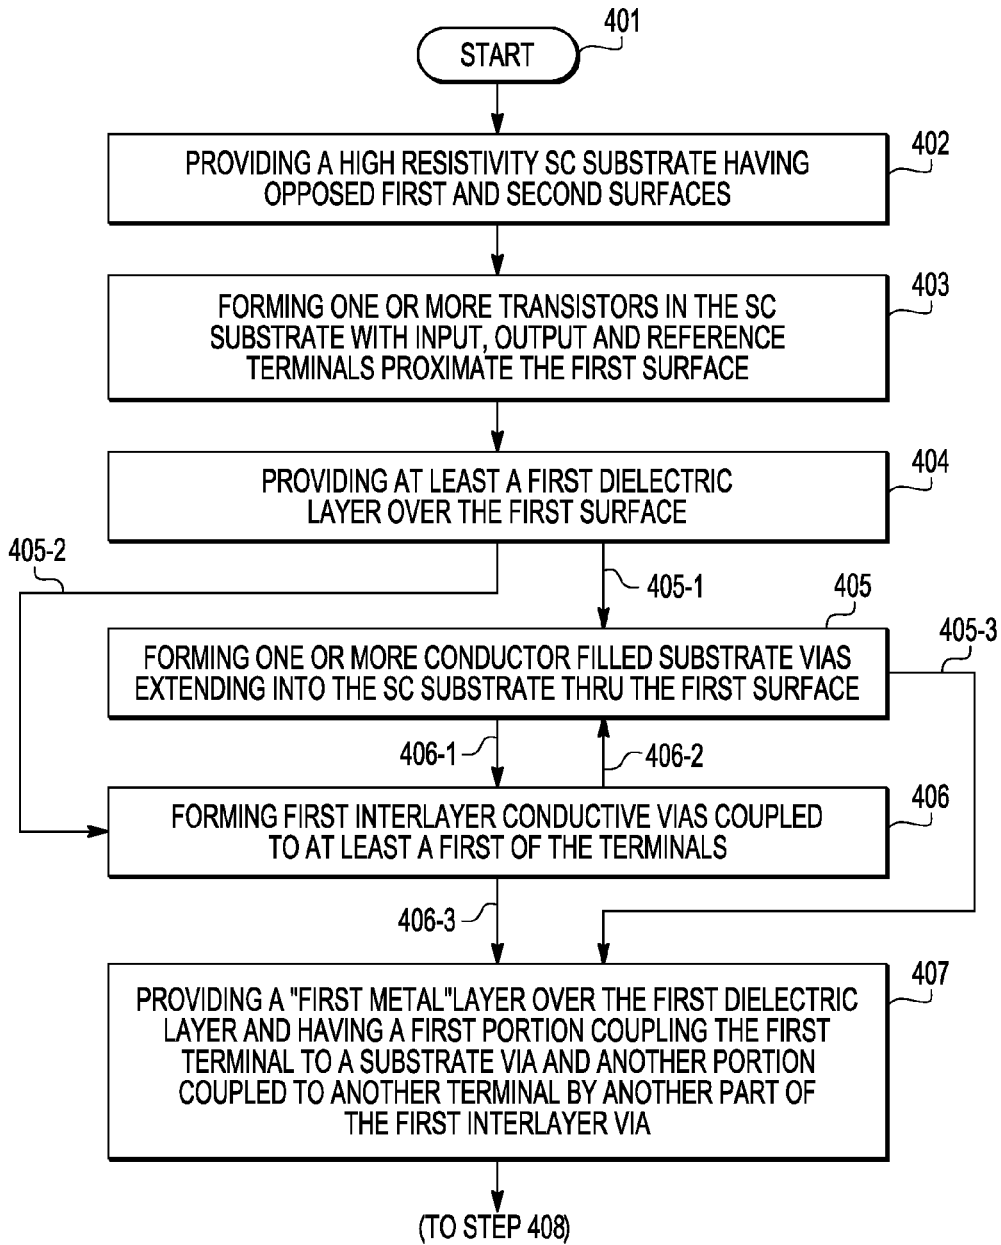 401
START
402
PROVIDING A HIGH RESISTIVITY SC SUBSTRATE HAVING
OPPOSED FIRST AND SECOND SURFACES
403
FORMING ONE OR MORE TRANSISTORS IN THE SC
SUBSTRATE WITH INPUT, OUTPUT AND REFERENCE
TERMINALS PROXIMATE THE FIRST SURFACE
404
PROVIDING AT LEAST A FIRST DIELECTRIC
LAYER OVER THE FIRST SURFACE
405-2
405-1
405
405-3
FORMING ONE OR MORE CONDUCTOR FILLED SUBSTRATE VIAS
EXTENDING INTO THE SC SUBSTRATE THRU THE FIRST SURFACE
406-1
406-2
406
FORMING FIRST INTERLAYER CONDUCTIVE VIAS COUPLED
TO AT LEAST A FIRST OF THE TERMINALS
406-3
407
PROVIDING A "FIRST METAL"LAYER OVER THE FIRST DIELECTRIC
LAYER AND HAVING A FIRST PORTION COUPLING THE FIRST
TERMINAL TO A SUBSTRATE VIA AND ANOTHER PORTION
COUPLED TO ANOTHER TERMINAL BY ANOTHER PART OF
THE FIRST INTERLAYER VIA
(TO STEP 408)